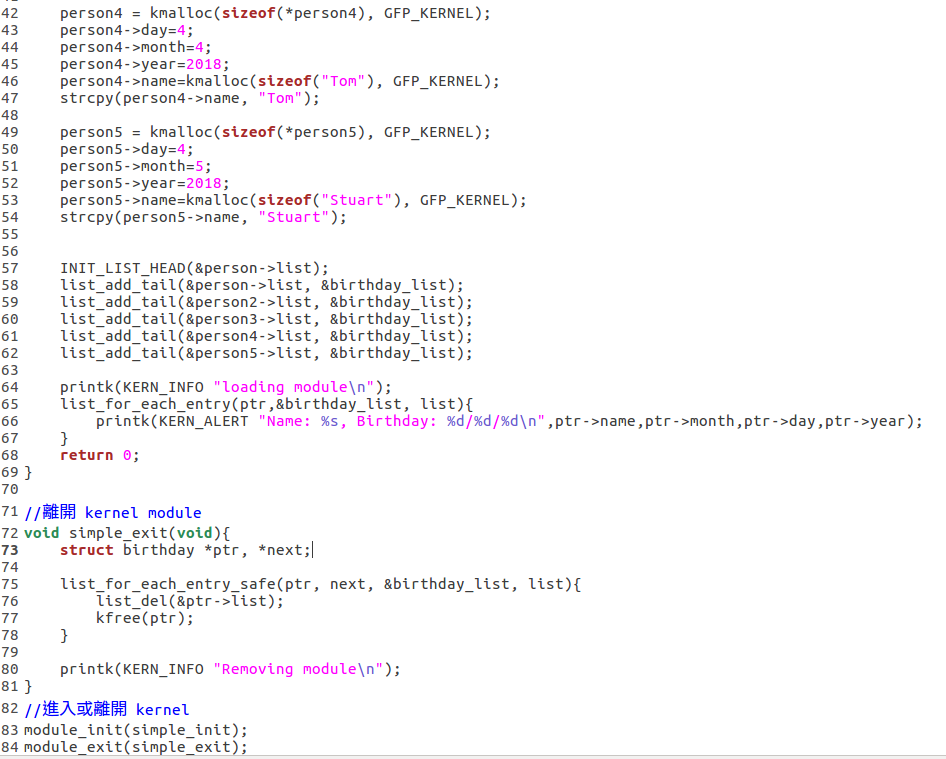 42 person4 = kmalloc(sizeof(*person4), GFP_KERNEL);
43 person4->day=4;
44 person4->month=4;
45 person4->year=2018;
46 person4->name=kmalloc(sizeof("Tom"), GFP_KERNEL);
47 strcpy(person4->name, "Tom");
48
49 person5 = kmalloc(sizeof(*person5), GFP_KERNEL);
50 person5->day=4;
51 person5->month=5;
52 person5->year=2018;
53 person5->name=kmalloc(sizeof("Stuart"), GFP_KERNEL);
54 strcpy(person5->name, "Stuart");
55
56
57 INIT_LIST_HEAD(&person->list);
58 list_add_tail(&person->list, &birthday_list);
59 list_add_tail(&person2->list, &birthday_list);
60 list_add_tail(&person3->list, &birthday_list);
61 list_add_tail(&person4->list, &birthday_list);
62 list_add_tail(&person5->list, &birthday_list);
63
64 printk(KERN_INFO "loading module\n");
65 list_for_each_entry(ptr,&birthday_list, list){
66 printk(KERN_ALERT "Name: %s, Birthday: %d/%d/%d\n",ptr->name,ptr->month,ptr->day,ptr->year);
67 }
68 return 0;
69 }
70
71 //離開 kernel module
72 void simple_exit(void){
73 struct birthday *ptr, *next;
74
75 list_for_each_entry_safe(ptr, next, &birthday_list, list){
76 list_del(&ptr->list);
77 kfree(ptr);
78 }
79
80 printk(KERN_INFO "Removing module\n");
81 }
82 //進入或離開 kernel
83 module_init(simple_init);
84 module_exit(simple_exit);